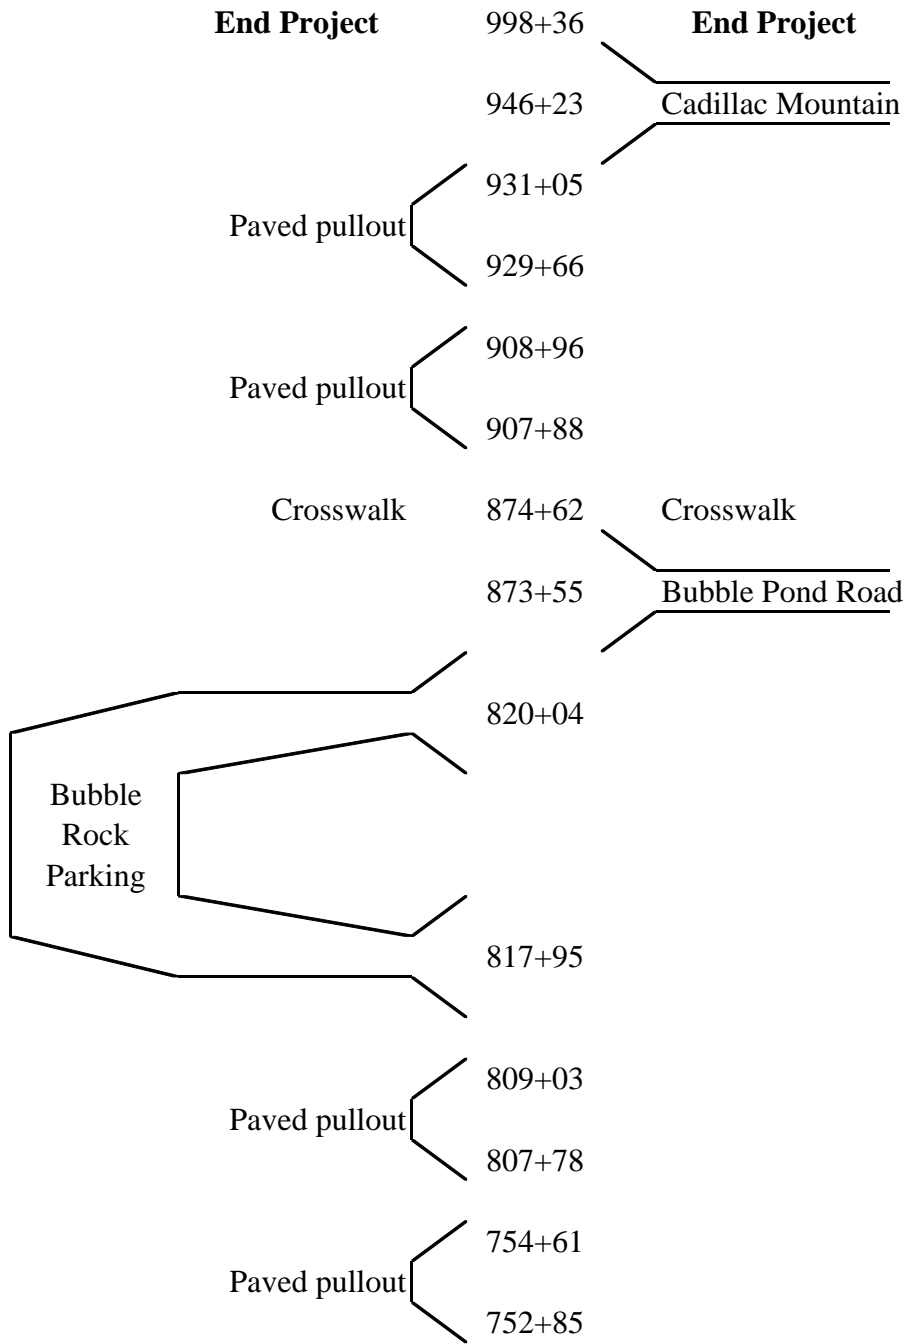 End Project 998+36 End Project
946+23 Cadillac Mountain
931+05
Paved pullout
929+66
908+96
Paved pullout
907+88
Crosswalk 874+62 Crosswalk
873+55 Bubble Pond Road
820+04
Bubble
Rock
Parking
817+95
809+03
Paved pullout
807+78
754+61
Paved pullout
752+85